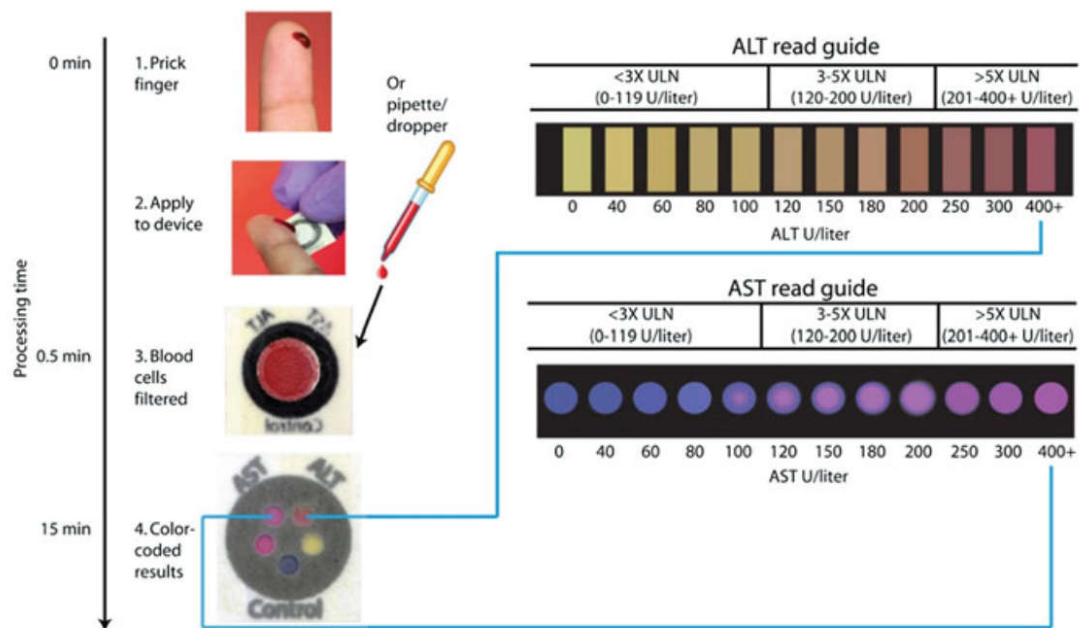 Processing time
0 min
1. Prick
finger
2. Apply
to device
0.5 min
3. Blood
cells
filtered
15 min
4. Color-
coded
results
Or
pipette/
dropper
ALT
AST
Control
AST
ALT
Control
ALT read guide
<3X ULN
(0-119 U/liter)
3-5X ULN
(120-200 U/liter)
>5X ULN
(201-400+ U/liter)
0 40 60 80 100 120 150 180 200 250 300 400+
ALT U/liter
AST read guide
<3X ULN
(0-119 U/liter)
3-5X ULN
(120-200 U/liter)
>5X ULN
(201-400+ U/liter)
0 40 60 80 100 120 150 180 200 250 300 400+
AST U/liter